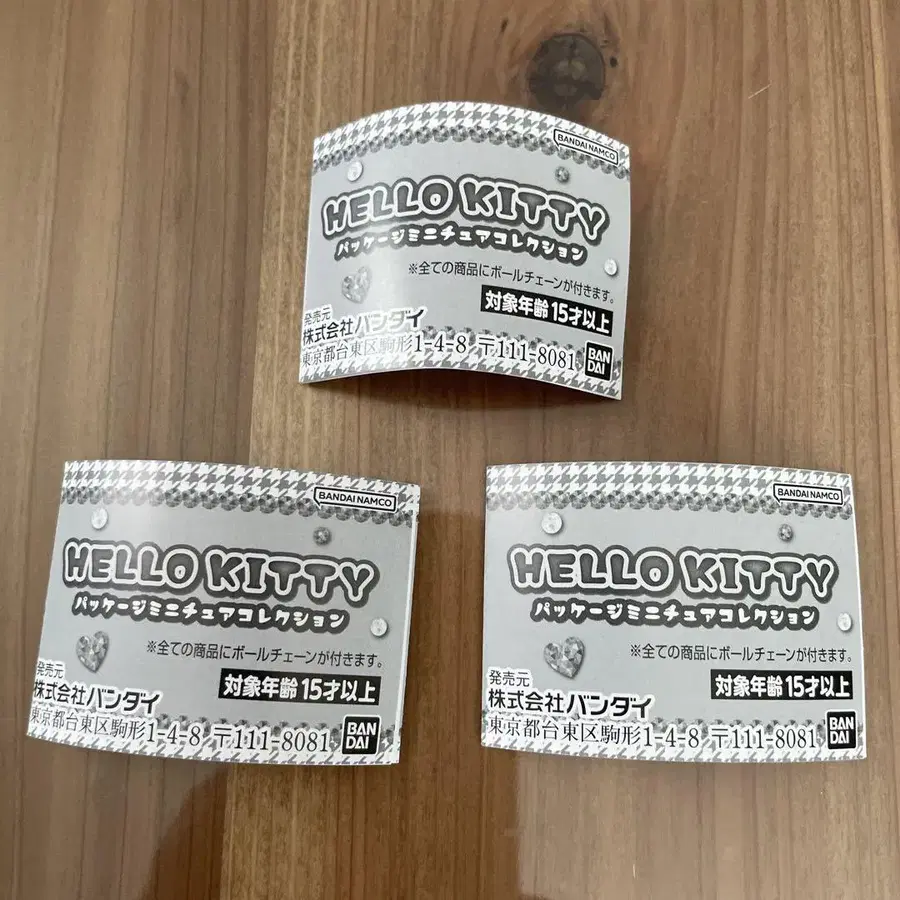 BANDAI NAMCO
HELLO KITTY
パッケージミニチュアコレクション
※全ての商品にボールチェーンが付きます。
対象年齢 15才以上
発売元
株式会社バンダイ
東京都台東区駒形1-4-8 〒111-8081
BAN
DAI
BANDAI NAMCO
HELLO KITTY
パッケージミニチュアコレクション
※全ての商品にボールチェーンが付きます。
対象年齢 15才以上
発売元
株式会社バンダイ
東京都台東区駒形1-4-8 〒111-8081
BAN
DAI
BANDAI NAMCO
HELLO KITTY
パッケージミニチュアコレクション
※全ての商品にボールチェーンが付きます。
対象年齢 15才以上
発売元
株式会社バンダイ
東京都台東区駒形1-4-8 〒111-8081
BAN
DAI